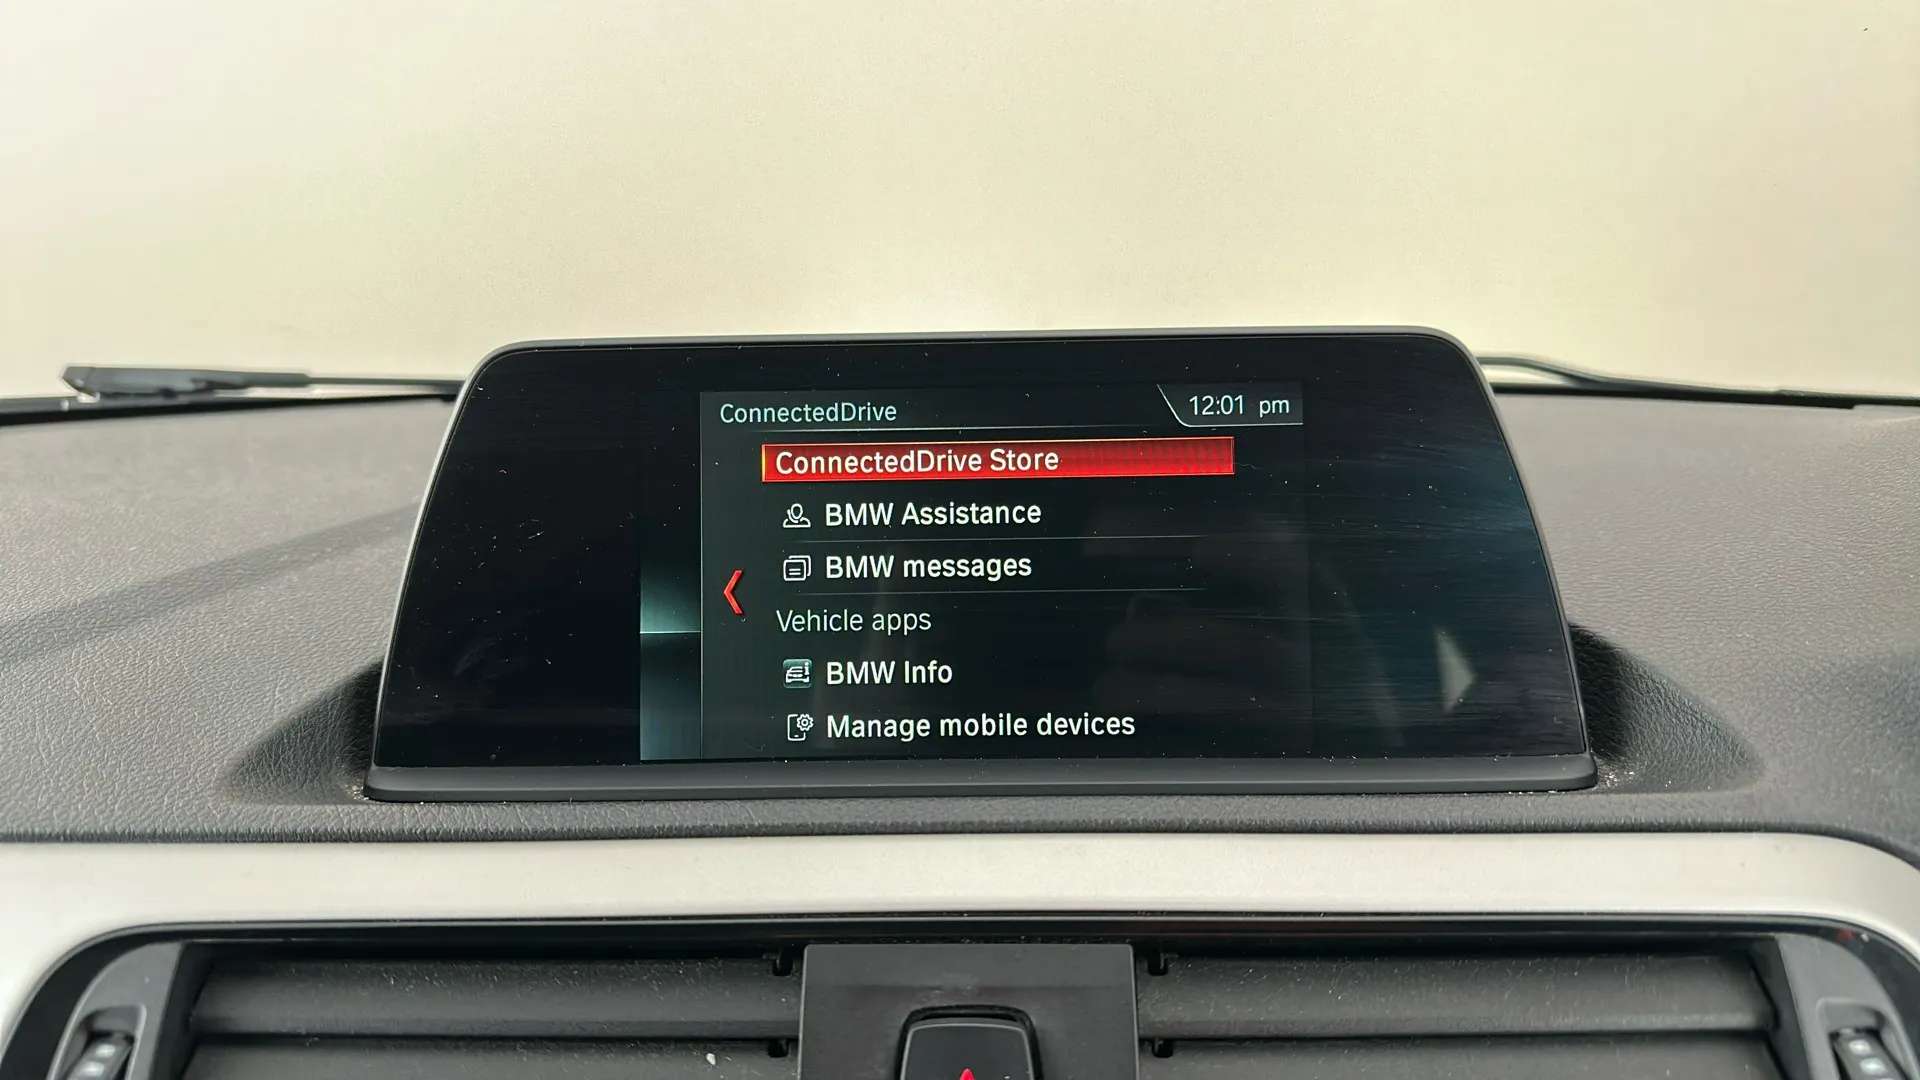 ConnectedDrive
12:01 pm
ConnectedDrive Store
BMW Assistance
BMW messages
Vehicle apps
BMW Info
Manage mobile devices